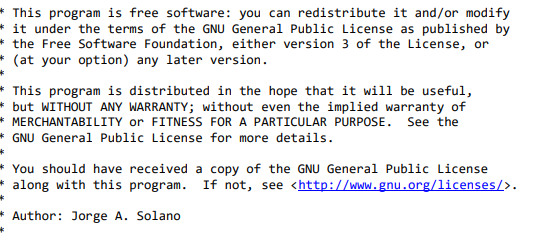 * This program is free software: you can redistribute it and/or modify
* it under the terms of the GNU General Public License as published by
* the Free Software Foundation, either version 3 of the License, or
* (at your option) any later version.
*
* This program is distributed in the hope that it will be useful,
* but WITHOUT ANY WARRANTY; without even the implied warranty of
* MERCHANTABILITY or FITNESS FOR A PARTICULAR PURPOSE.  See the
* GNU General Public License for more details.
*
* You should have received a copy of the GNU General Public License
* along with this program.  If not, see <http://www.gnu.org/licenses/>.
*
* Author: Jorge A. Solano
*